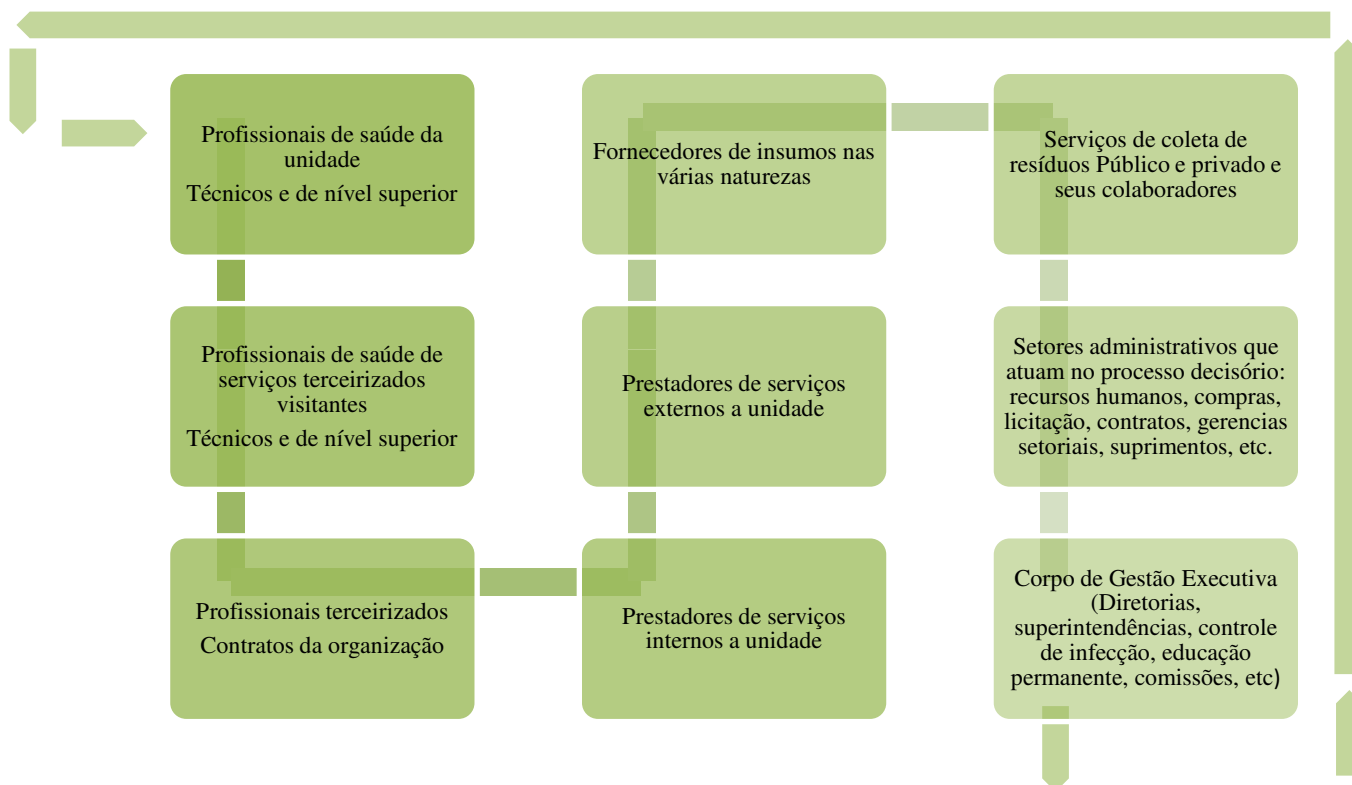 Profissionais de saúde da
unidade
Técnicos e de nível superior
Profissionais de saúde de
serviços terceirizados
visitantes
Técnicos e de nível superior
Profissionais terceirizados
Contratos da organização
Prestadores de serviços
internos a unidade
Prestadores de serviços
externos a unidade
Fornecedores de insumos nas
várias naturezas
Serviços de coleta de
resíduos Público e privado e
seus colaboradores
Setores administrativos que
atuam no processo decisório:
recursos humanos, compras,
licitação, contratos, gerencias
setoriais, suprimentos, etc.
Corpo de Gestão Executiva
(Diretorias,
superintendências, controle
de infecção, educação
permanente, comissões, etc)